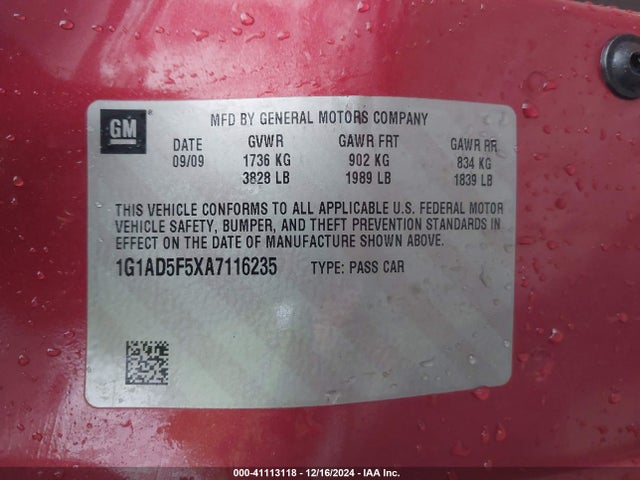 GM
MFD BY GENERAL MOTORS COMPANY
DATE GVWR GAWR FRT GAWR RR
09/09 1736 KG 902 KG 834 KG
3828 LB 1989 LB 1839 LB
THIS VEHICLE CONFORMS TO ALL APPLICABLE U.S. FEDERAL MOTOR
VEHICLE SAFETY, BUMPER, AND THEFT PREVENTION STANDARDS IN
EFFECT ON THE DATE OF MANUFACTURE SHOWN ABOVE.
1G1AD5F5XA7116235 TYPE: PASS CAR
000-41113118 - 12/16/2024 - IAA Inc.